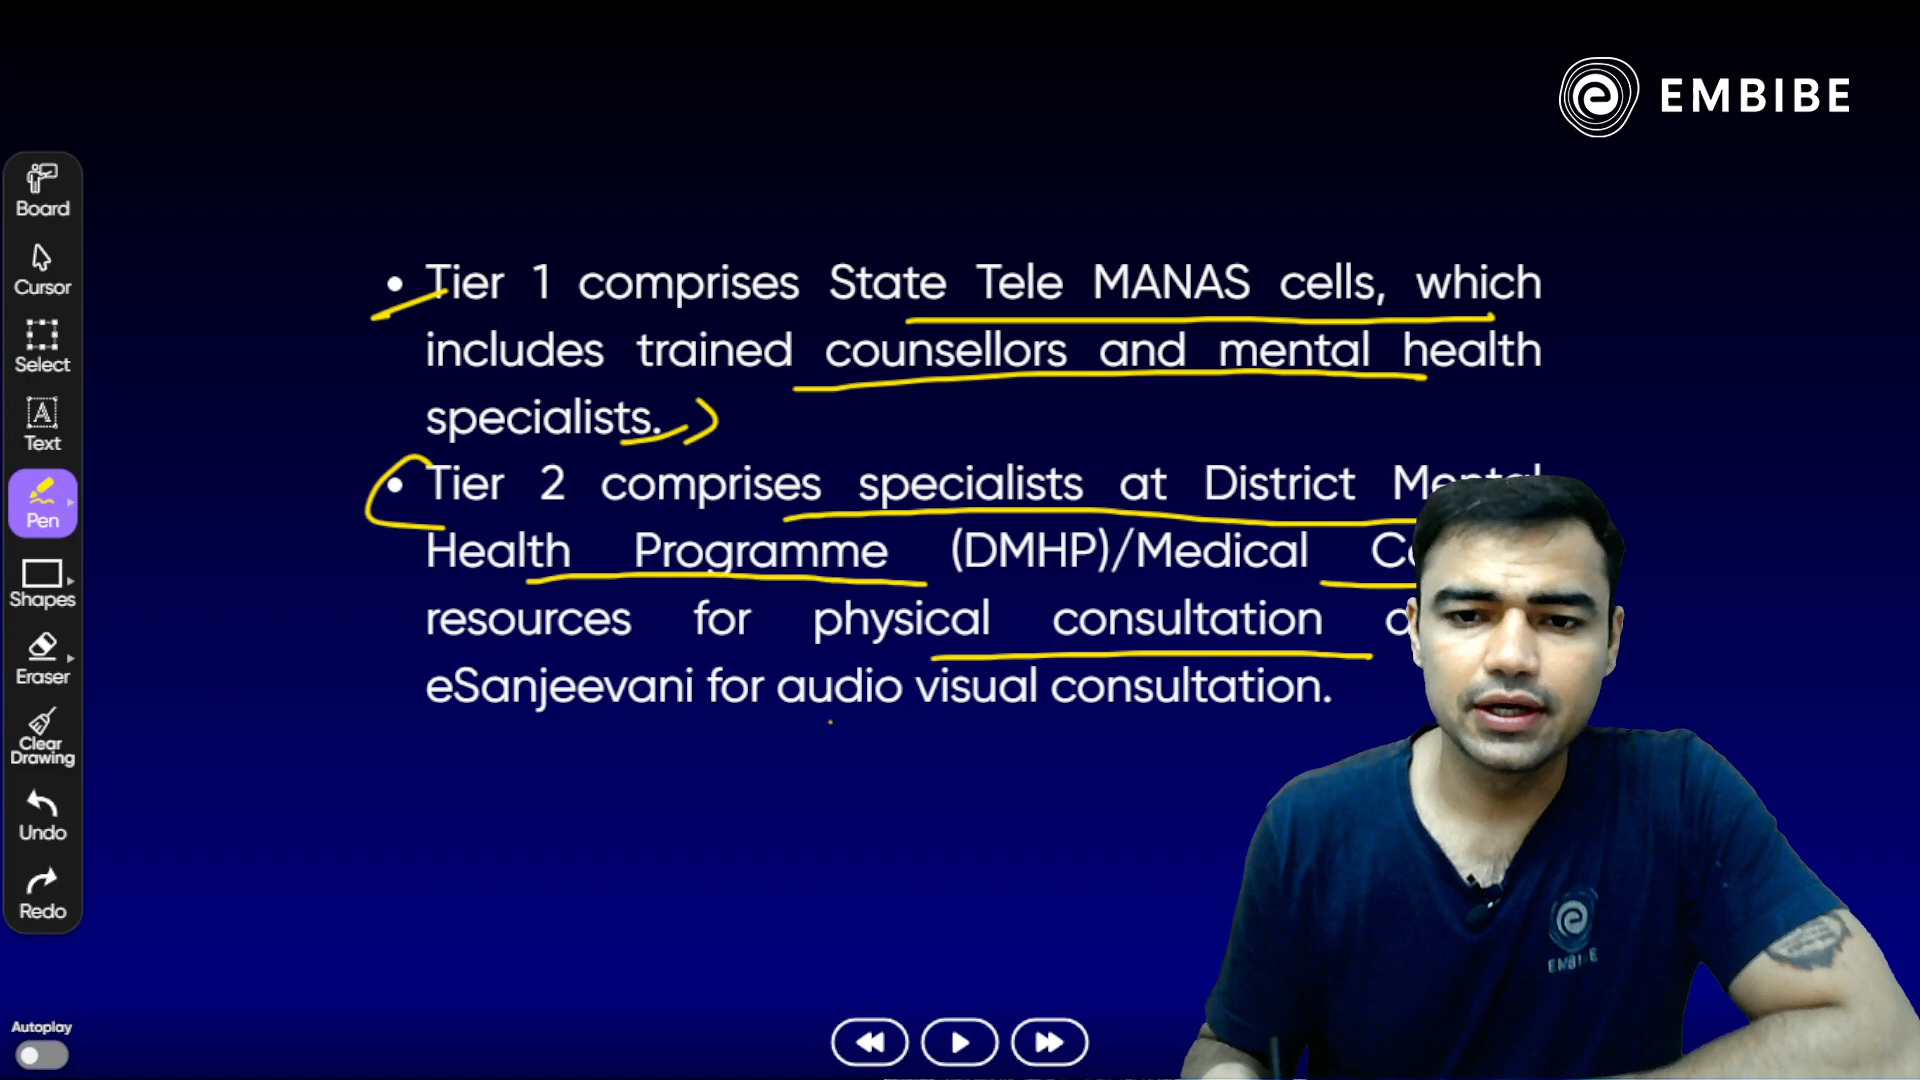 EMBIBE
Board
Cursor
Select
Text
Pen
Shapes
Eraser
Clear
Drawing
Undo
Redo
Autoplay
• Tier 1 comprises State Tele MANAS cells, which
includes trained counsellors and mental health
specialists.
• Tier 2 comprises specialists at District Mental
Health Programme (DMHP)/Medical
resources for physical consultation
eSanjeevani for audio visual consultation.